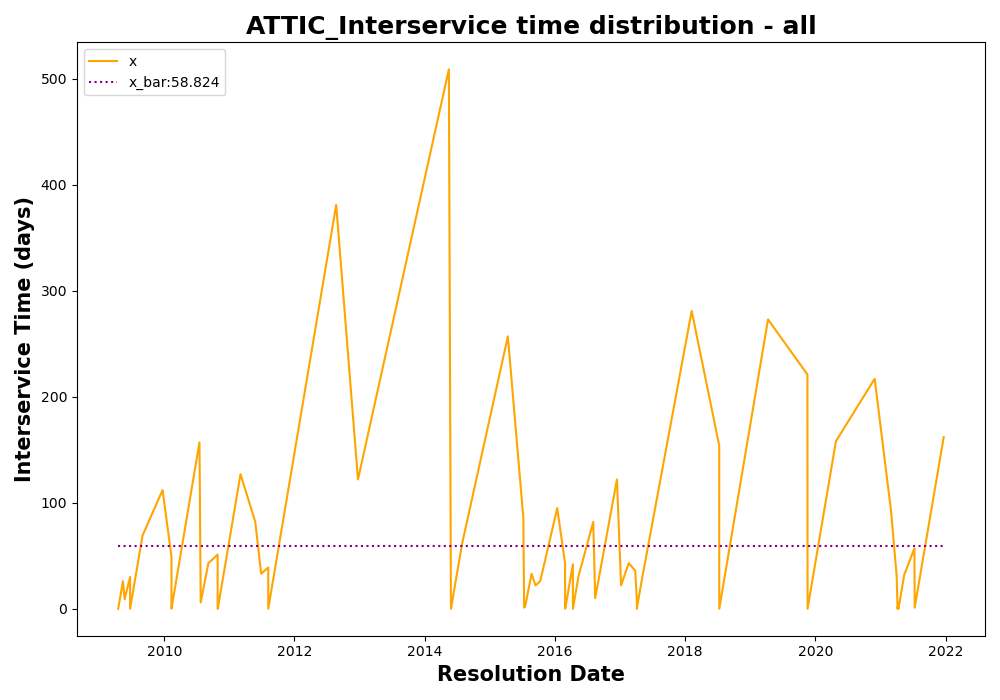 ATTIC_Interservice time distribution - all
x
x_bar:58.824
Interservice Time (days)
500
400
300
200
100
0
2010 2012 2014 2016 2018 2020 2022
Resolution Date